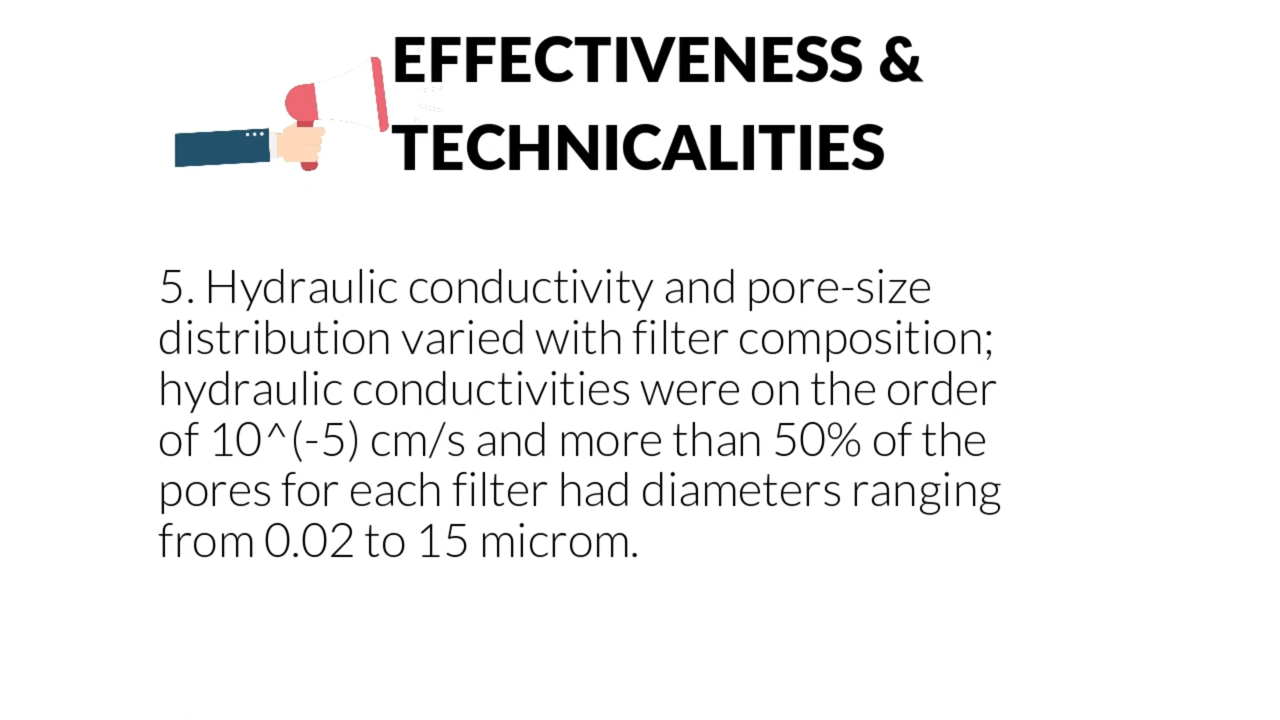 EFFECTIVENESS &
TECHNICALITIES
5. Hydraulic conductivity and pore-size
distribution varied with filter composition;
hydraulic conductivities were on the order
of 10^(-5) cm/s and more than 50% of the
pores for each filter had diameters ranging
from 0.02 to 15 microm.